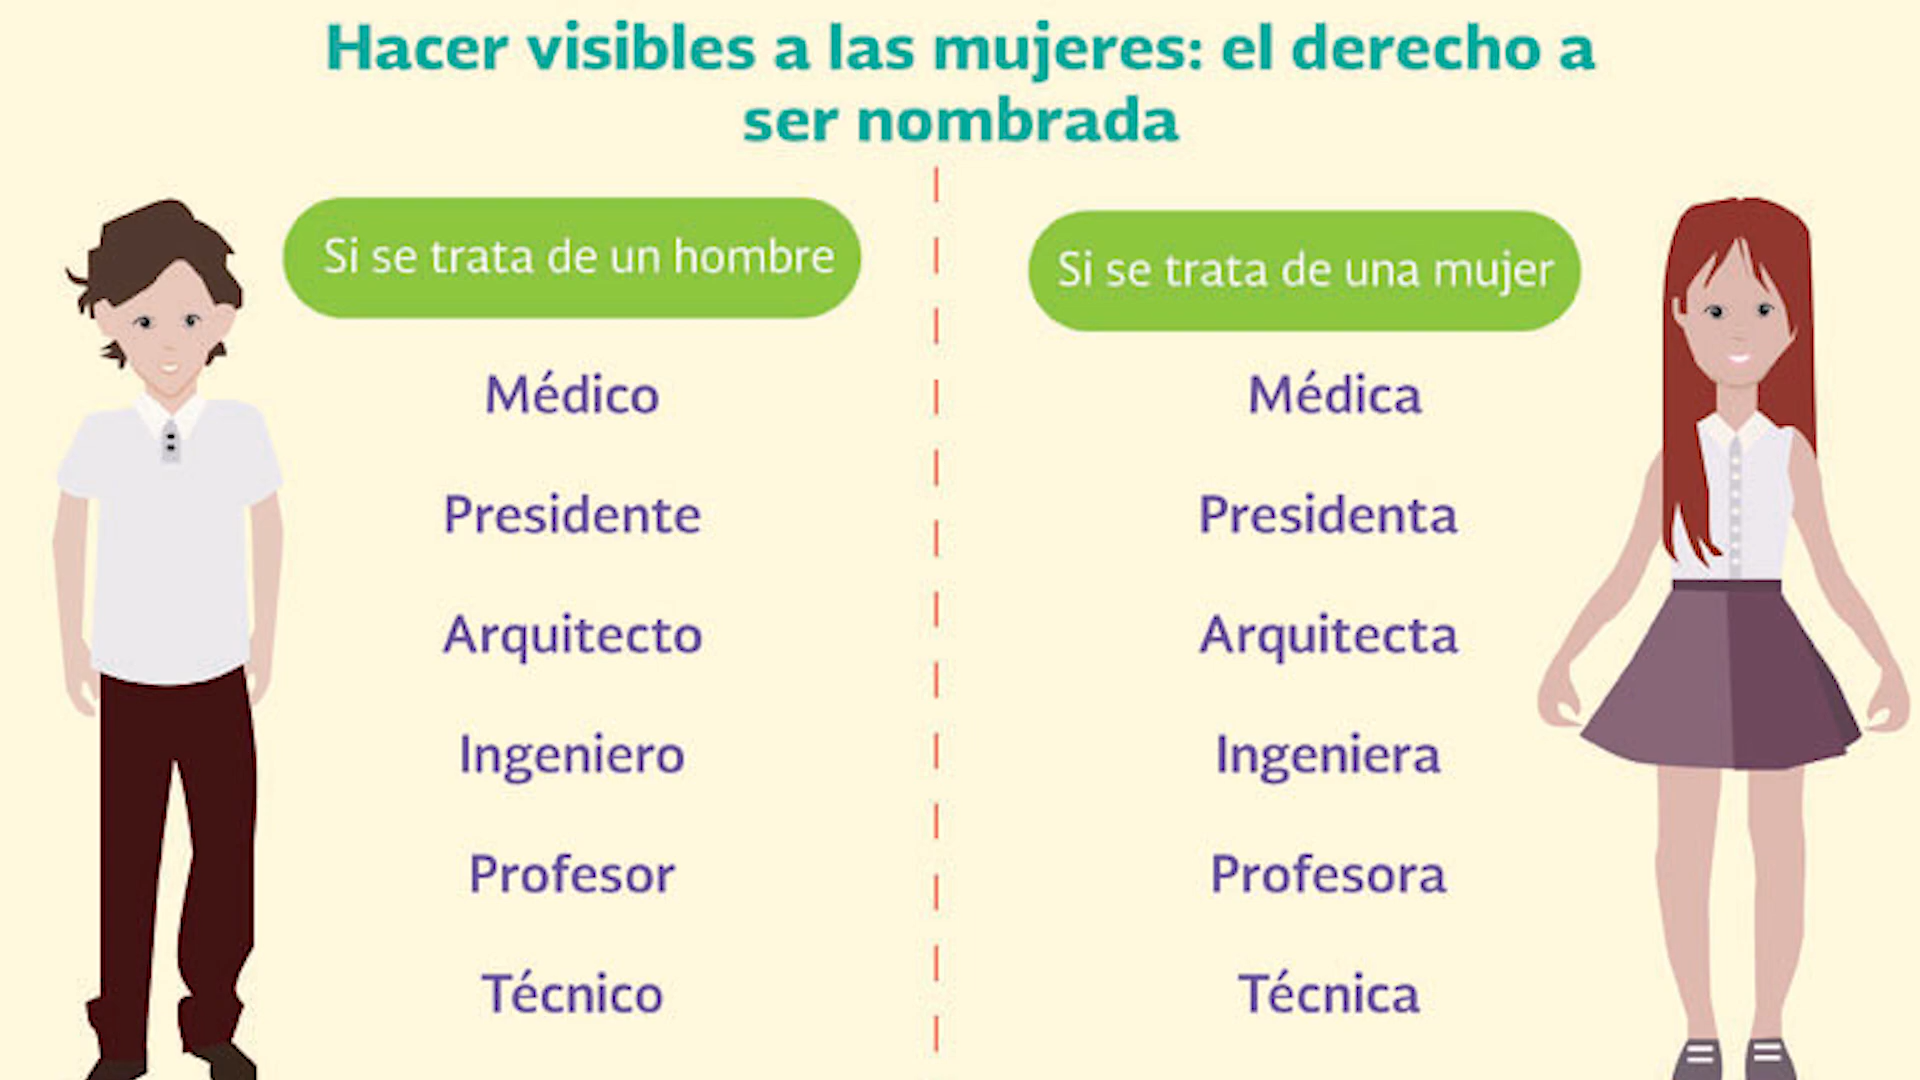 Hacer visibles a las mujeres: el derecho a
ser nombrada
Si se trata de un hombre
Médico
Presidente
Arquitecto
Ingeniero
Profesor
Técnico
Si se trata de una mujer
Médica
Presidenta
Arquitecta
Ingeniera
Profesora
Técnica